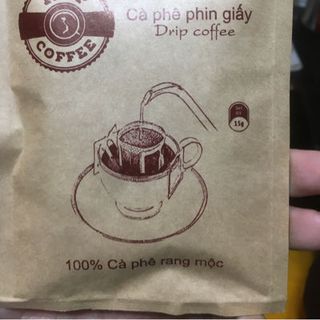 COFFEE
Cà phê phin giấy
Drip coffee
15g
100% Cà phê rang mộc